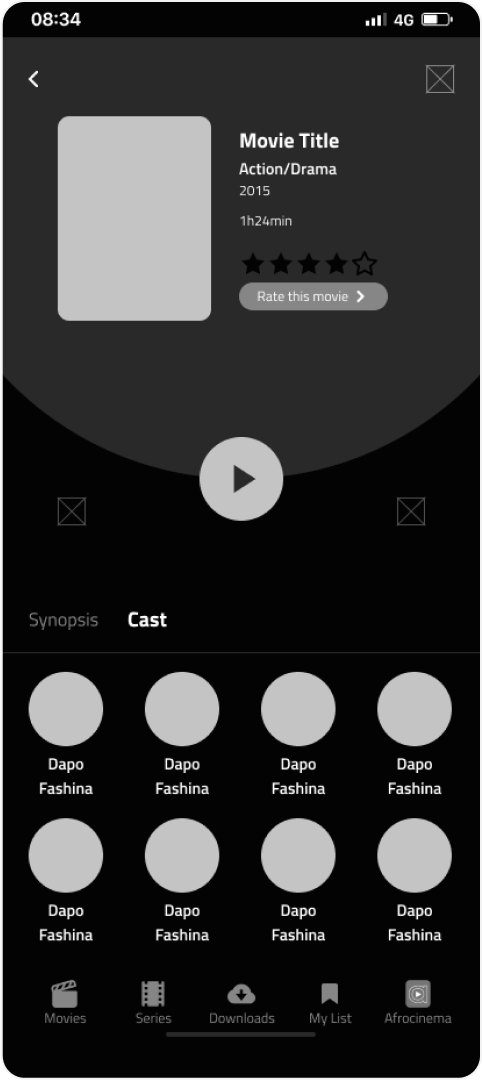 08:34 4G
Movie Title
Action/Drama
2015
1h24min
Rate this movie
Synopsis Cast
Dapo Dapo Dapo Dapo
Fashina Fashina Fashina Fashina
Dapo Dapo Dapo Dapo
Fashina Fashina Fashina Fashina
Movies Series Downloads My List Afrocinema